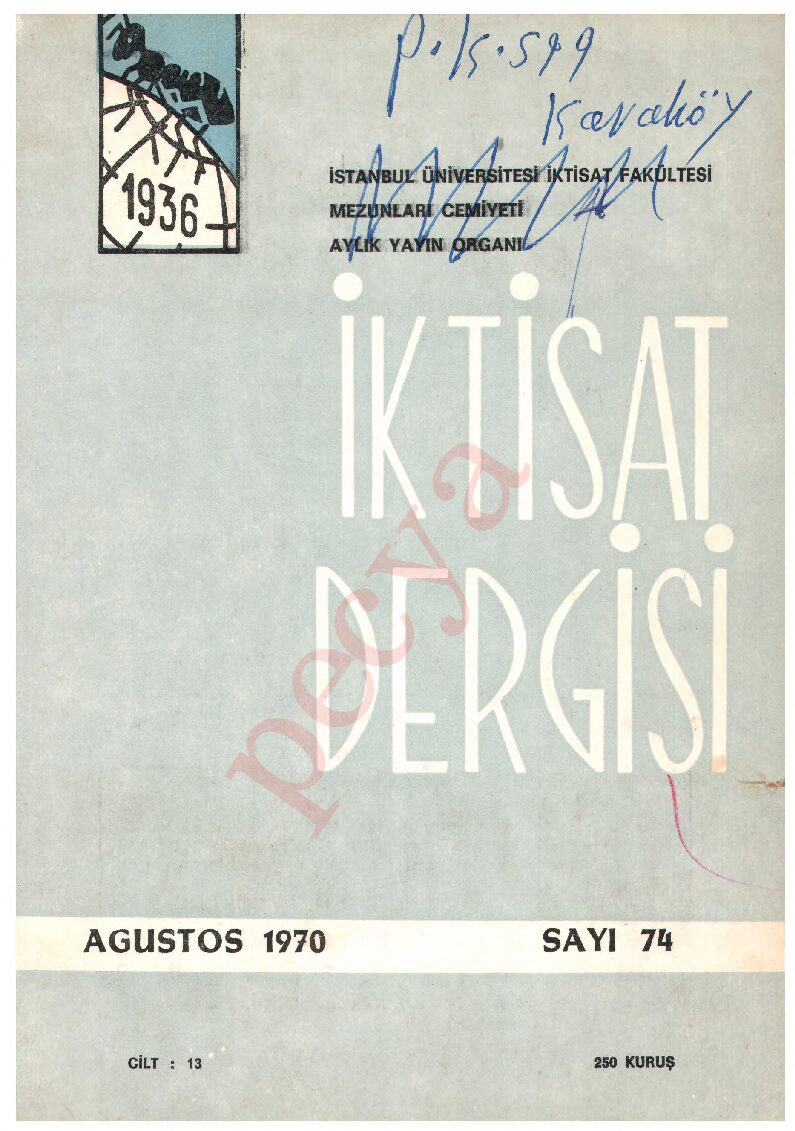 P.K.599
Karaköy
1936
İSTANBUL ÜNİVERSİTESİ İKTİSAT FAKÜLTESİ
MEZUNLARI CEMİYETİ
AYLIK YAYIN ORGANI
İKTİSAT
DERGİSİ
pecya
AGUSTOS 1970 SAYI 74
CİLT : 13 250 KURUŞ